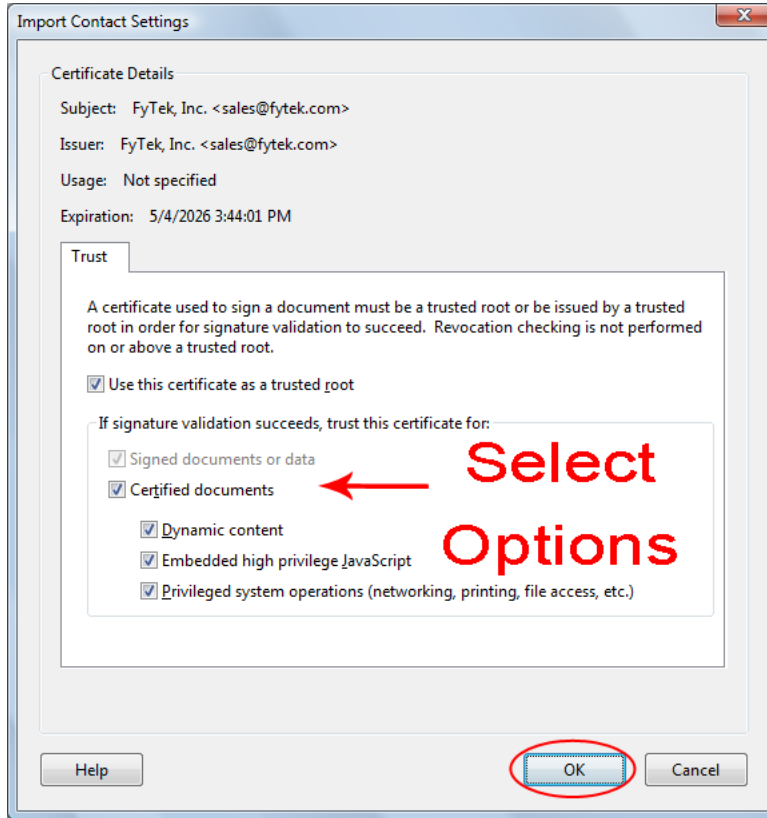 Import Contact Settings
Certificate Details
Subject: FyTek, Inc. <sales@fytek.com>
Issuer: FyTek, Inc. <sales@fytek.com>
Usage: Not specified
Expiration: 5/4/2026 3:44:01 PM
Trust
A certificate used to sign a document must be a trusted root or be issued by a trusted
root in order for signature validation to succeed. Revocation checking is not performed
on or above a trusted root.
Use this certificate as a trusted root
If signature validation succeeds, trust this certificate for:
Signed documents or data
Certified documents
Select
Options
Dynamic content
Embedded high privilege JavaScript
Privileged system operations (networking, printing, file access, etc.)
Help
OK
Cancel